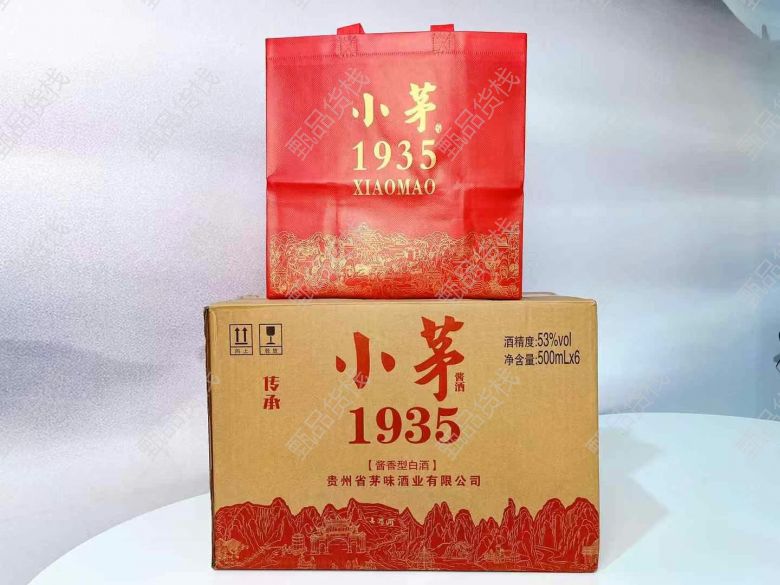 小茅
1935
XIAOMAO
向上
小茅
酱酒
酒精度:53%vol
净含量:500mLx6
传承
1935
【酱香型白酒】
贵州省茅味酒业有限公司
甄品货栈